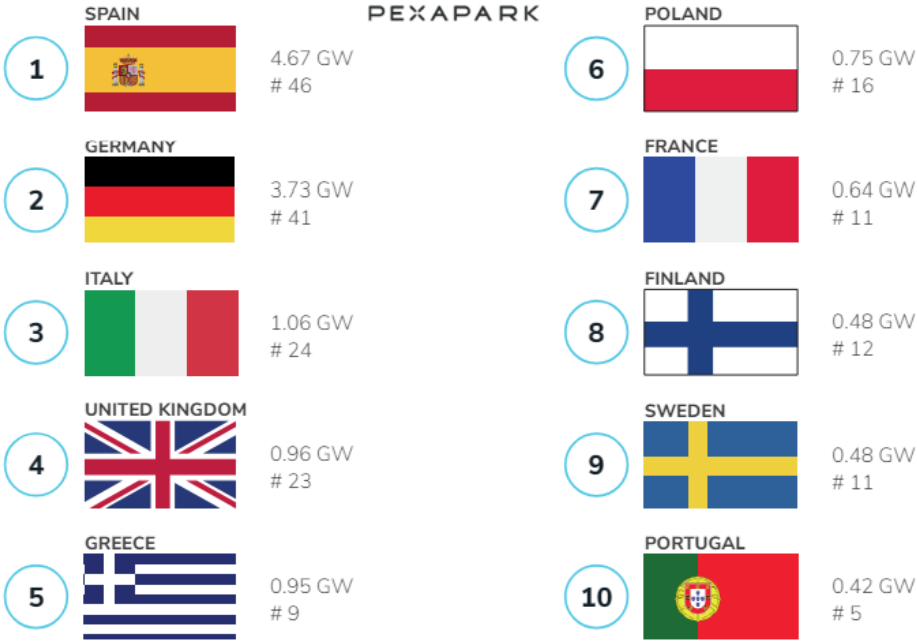 PEXAPARK
SPAIN
1
4.67 GW
# 46
GERMANY
2
3.73 GW
# 41
ITALY
3
1.06 GW
# 24
UNITED KINGDOM
4
0.96 GW
# 23
GREECE
5
0.95 GW
# 9
POLAND
6
0.75 GW
# 16
FRANCE
7
0.64 GW
# 11
FINLAND
8
0.48 GW
# 12
SWEDEN
9
0.48 GW
# 11
PORTUGAL
10
0.42 GW
# 5